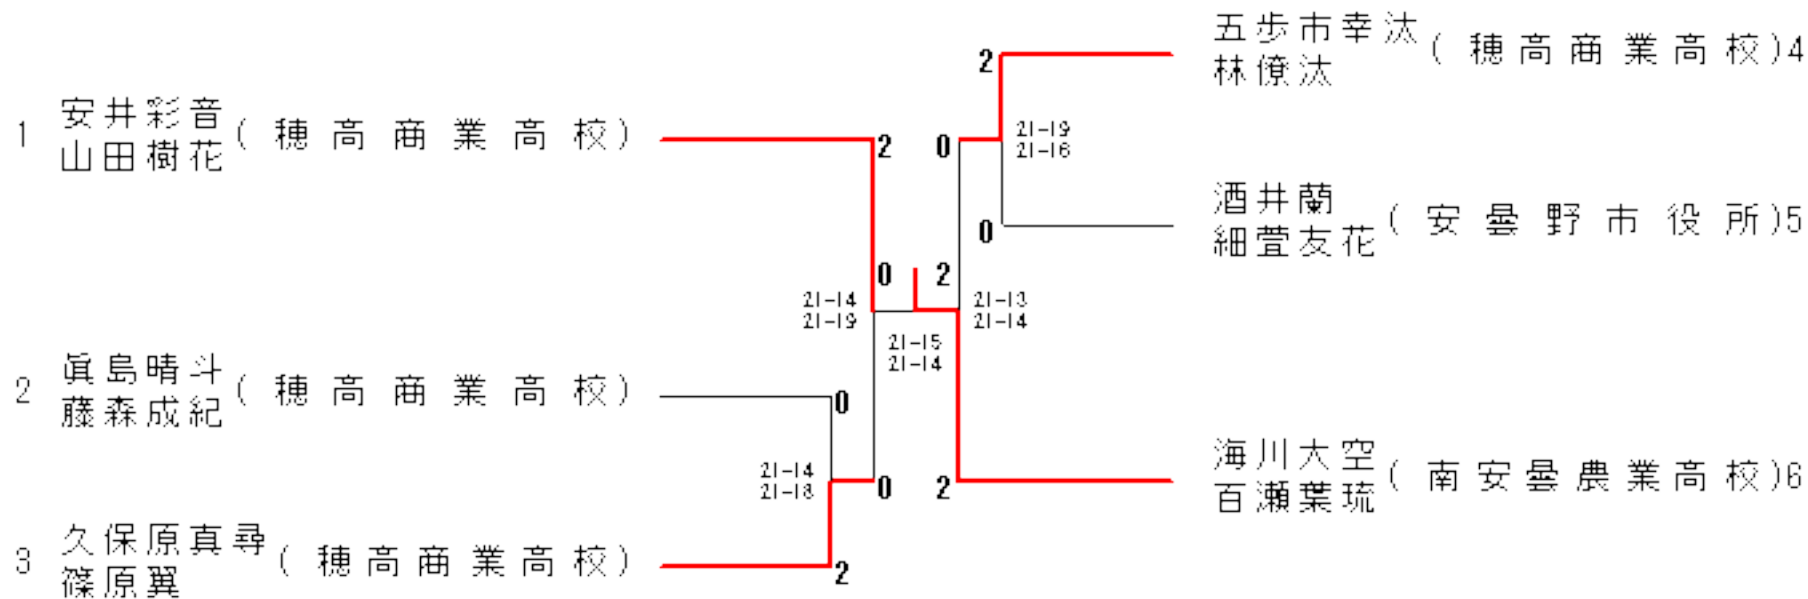 1 安井彩音 (穂高商業高校)
山田樹花
2 眞島晴斗 (穂高商業高校)
藤森成紀
3 久保原真尋 (穂高商業高校)
篠原翼
五歩市幸汰 (穂高商業高校)4
林僚汰
酒井蘭 (安曇野市役所)5
細萱友花
海川大空 (南安曇農業高校)6
百瀬葉琉
2
2
0
21-19
21-16
0
0
2
21-14
21-19
21-13
21-14
21-15
21-14
0
21-14
21-18
0
2
2